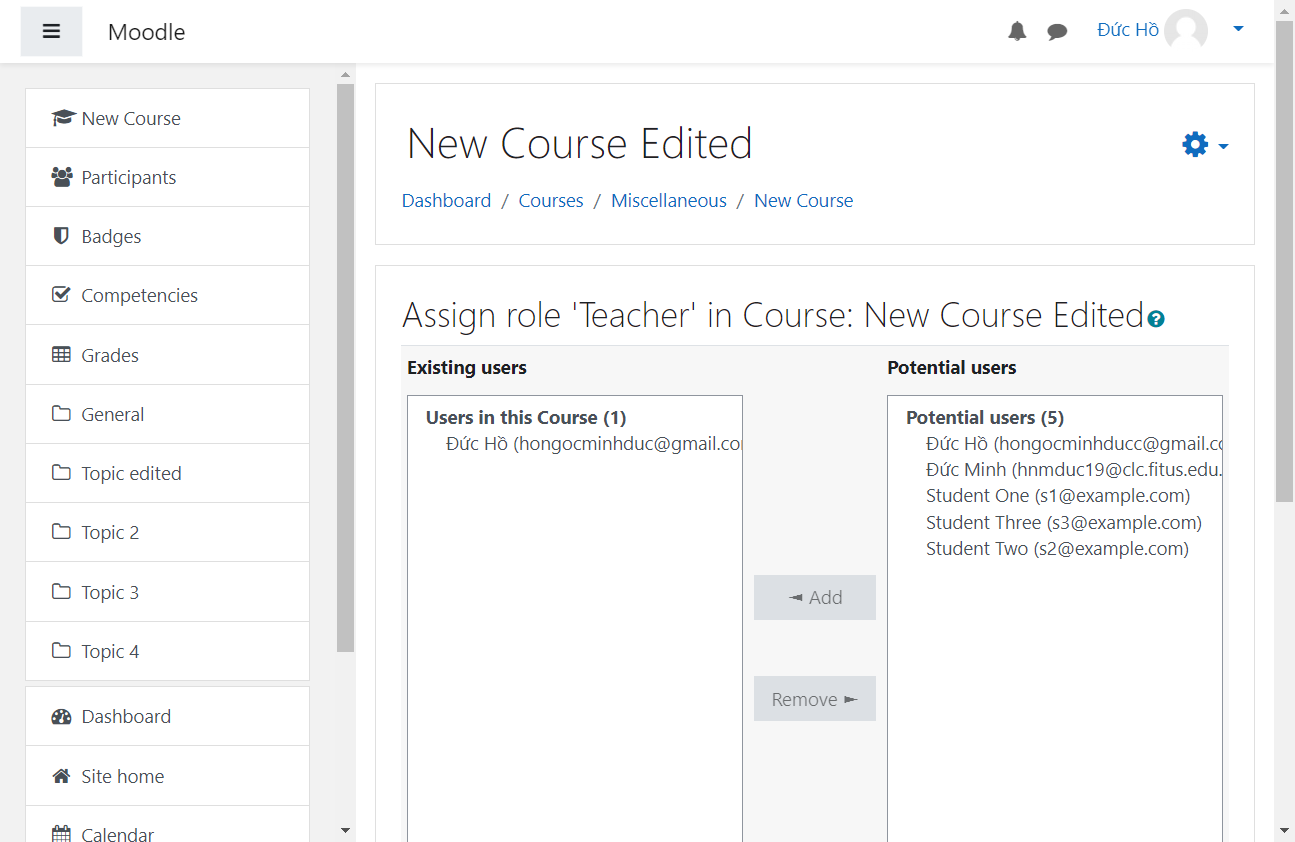 Moodle
Đức Hồ
New Course
Participants
Badges
Competencies
Grades
General
Topic edited
Topic 2
Topic 3
Topic 4
Dashboard
Site home
Calendar
New Course Edited
Dashboard / Courses / Miscellaneous / New Course
Assign role 'Teacher' in Course: New Course Edited
Existing users
Users in this Course (1)
Đức Hồ (hongocminhduc@gmail.co
◄ Add
Remove ►
Potential users
Potential users (5)
Đức Hồ (hongocminhducc@gmail.c
Đức Minh (hnmduc19@clc.fitus.edu.
Student One (s1@example.com)
Student Three (s3@example.com)
Student Two (s2@example.com)